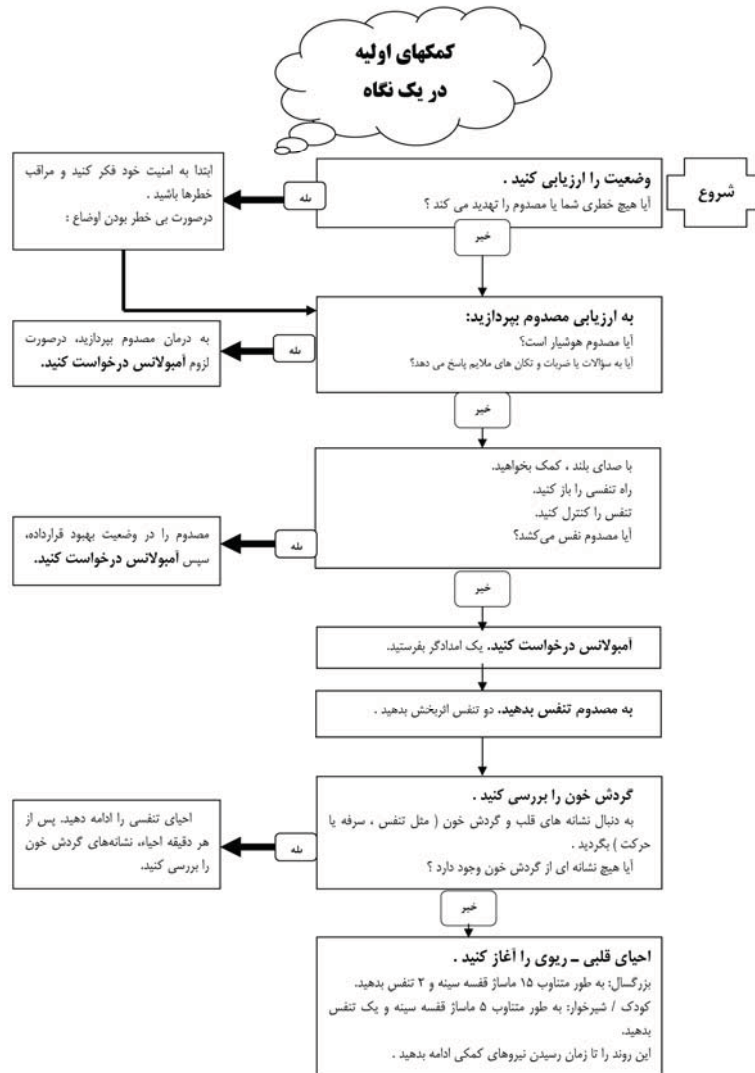 کمکهای اولیه
در یک نگاه
شروع
وضعیت را ارزیابی کنید .
آیا هیچ خطری شما یا مصدوم را تهدید می کند ؟
بله
ابتدا به امنیت خود فکر کنید و مراقب
خطرها باشید .
درصورت بی خطر بودن اوضاع :
خیر
به ارزیابی مصدوم بپردازید:
آیا مصدوم هوشیار است؟
آیا به سؤالات یا ضربات و تکان های ملایم پاسخ می دهد؟
بله
به درمان مصدوم بپردازید، درصورت
لزوم آمبولانس درخواست کنید.
خیر
با صدای بلند ، کمک بخواهید.
راه تنفسی را باز کنید.
تنفس را کنترل کنید.
آیا مصدوم نفس می‌کشد؟
بله
مصدوم را در وضعیت بهبود قرارداده،
سپس آمبولانس درخواست کنید.
خیر
آمبولانس درخواست کنید. یک امدادگر بفرستید.
به مصدوم تنفس بدهید. دو تنفس اثربخش بدهید .
گردش خون را بررسی کنید .
به دنبال نشانه های قلب و گردش خون ( مثل تنفس ، سرفه یا
حرکت ) بگردید .
آیا هیچ نشانه ای از گردش خون وجود دارد ؟
بله
احیای تنفسی را ادامه دهید. پس از
هر دقیقه احیاء، نشانه‌های گردش خون
را بررسی کنید.
خیر
احیای قلبی – ریوی را آغاز کنید .
بزرگسال: به طور متناوب ۱۵ ماساژ قفسه سینه و ۲ تنفس بدهید.
کودک / شیرخوار: به طور متناوب ۵ ماساژ قفسه سینه و یک تنفس
بدهید.
این روند را تا زمان رسیدن نیروهای کمکی ادامه بدهید .